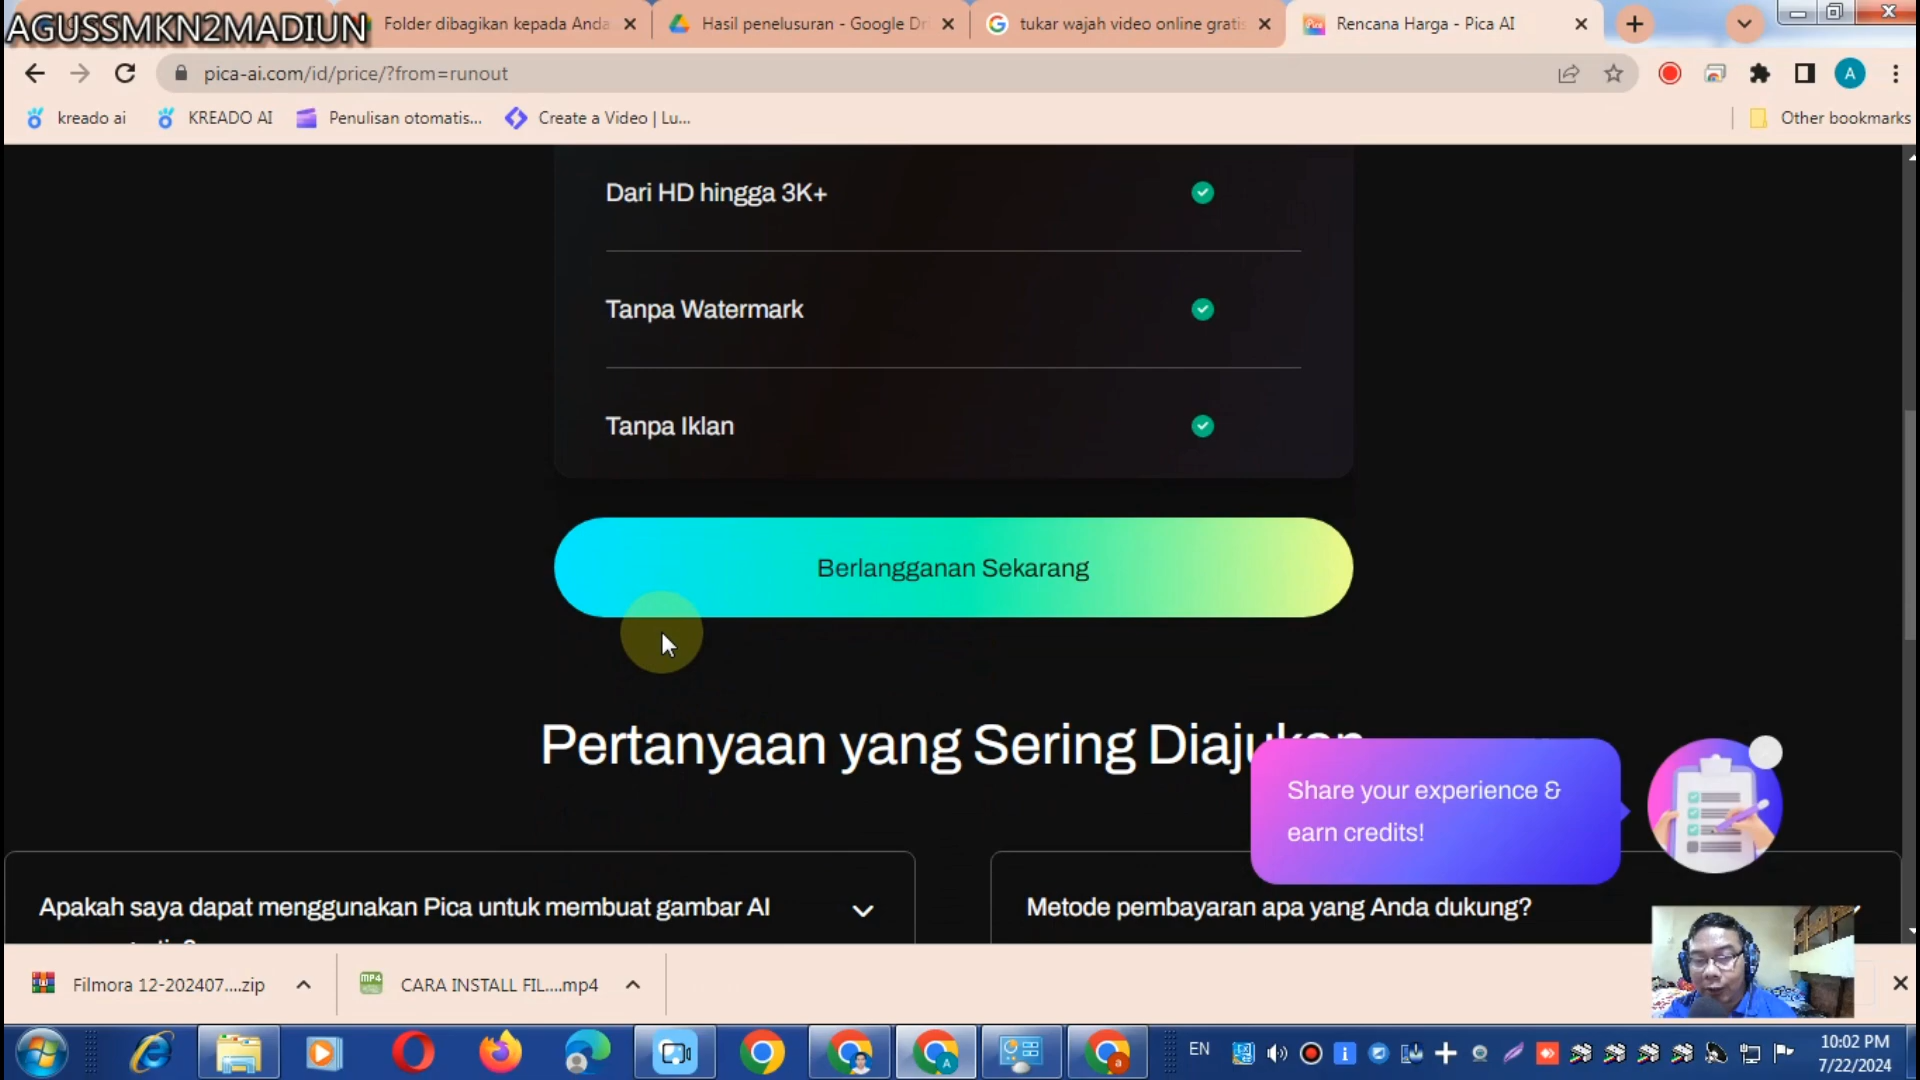 AGUSSMKN2MADIUN
Folder dibagikan kepada Anda
Hasil penelusuran - Google Dri
tukar wajah video online gratis
Rencana Harga - Pica AI
pica-ai.com/id/price/?from=runout
A
kreado ai
KREADO AI
Penulisan otomatis...
Create a Video | Lu...
Other bookmarks
Dari HD hingga 3K+
Tanpa Watermark
Tanpa Iklan
Berlangganan Sekarang
Pertanyaan yang Sering Diajukan
Share your experience &
earn credits!
Apakah saya dapat menggunakan Pica untuk membuat gambar AI
Metode pembayaran apa yang Anda dukung?
Filmora 12-202407....zip
CARA INSTALL FIL....mp4
EN
10:02 PM
7/22/2024